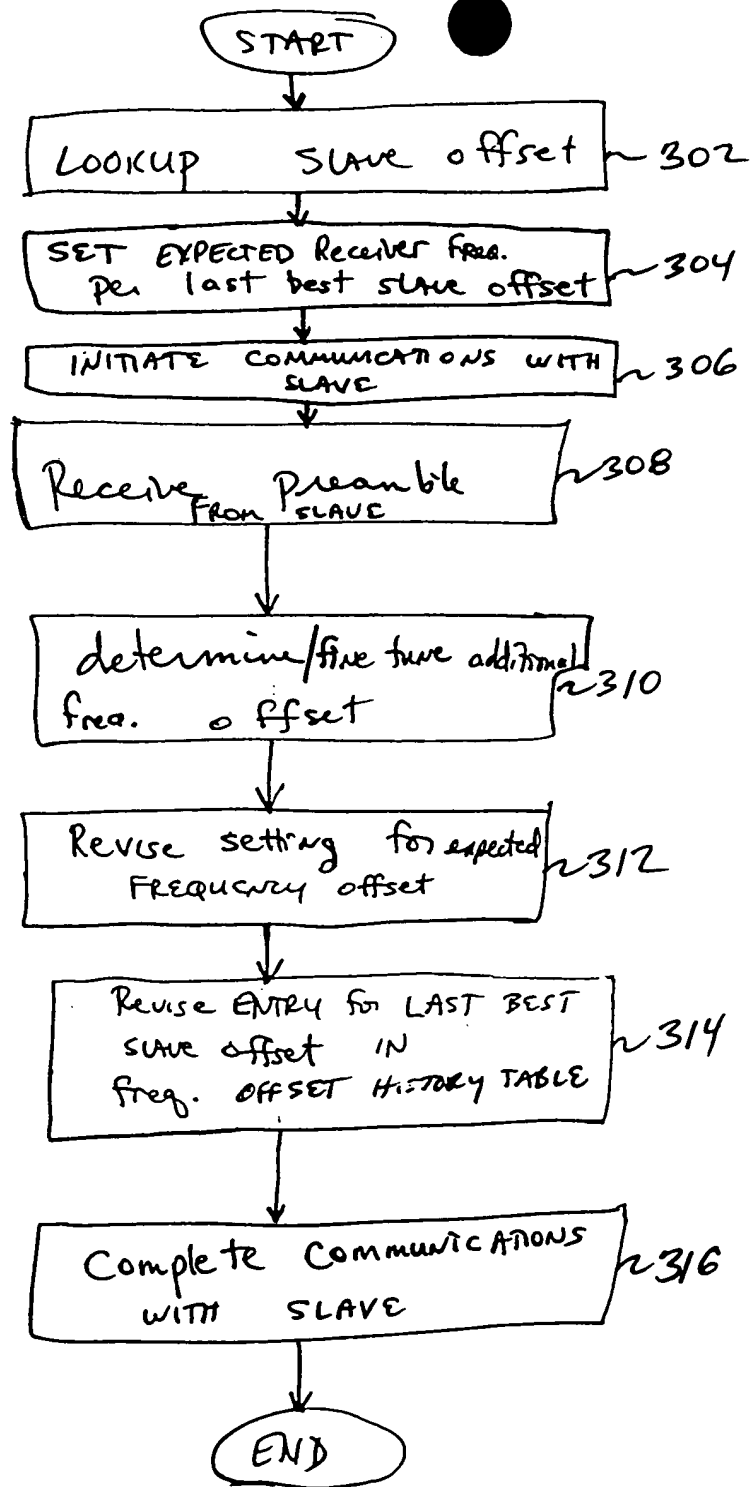 START
LOOKUP SLAVE offset 302
SET EXPECTED Receiver FREQ.
per last best SLAVE offset 304
INITIATE COMMUNICATIONS WITH
SLAVE 306
Receive Preamble 308
FROM SLAVE
determine/fine tune additional
freq. offset 310
Revise setting for expected
FREQUENCY offset 312
Revise ENTRY for LAST BEST
SLAVE offset IN 314
freq. OFFSET HISTORY TABLE
Complete COMMUNICATIONS
WITH SLAVE 316
END